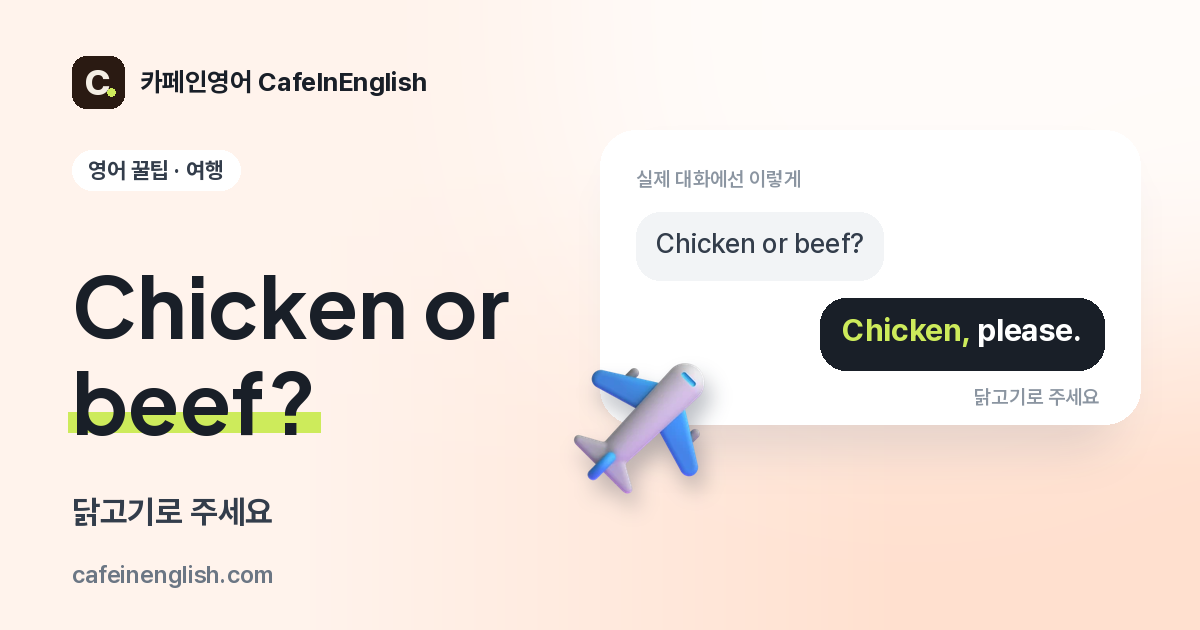 C
카페인영어 CafeInEnglish
영어 꿀팁 · 여행
Chicken or
beef?
닭고기로 주세요
cafeinenglish.com
실제 대화에선 이렇게
Chicken or beef?
Chicken, please.
닭고기로 주세요